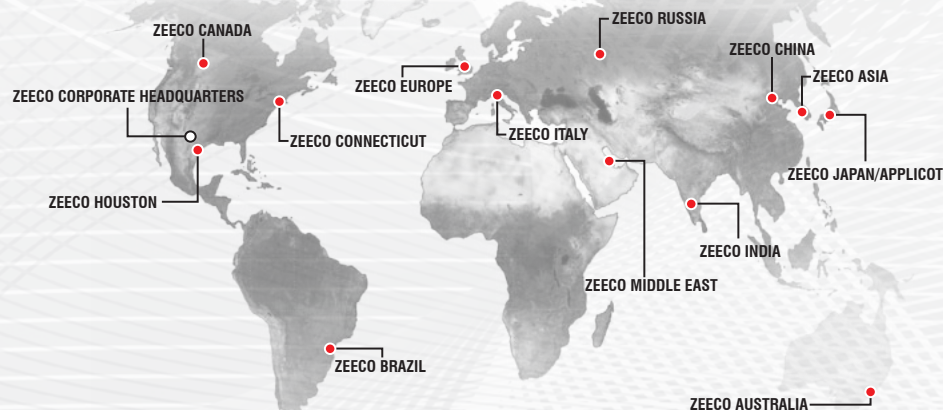 ZEECO RUSSIA
ZEECO CANADA
ZEECO CHINA
ZEECO ASIA
ZEECO EUROPE
ZEECO CORPORATE HEADQUARTERS
ZEECO ITALY
ZEECO CONNECTICUT
ZEECO JAPAN/APPLICOT
ZEECO HOUSTON
ZEECO INDIA
ZEECO MIDDLE EAST
ZEECO BRAZIL
ZEECO AUSTRALIA